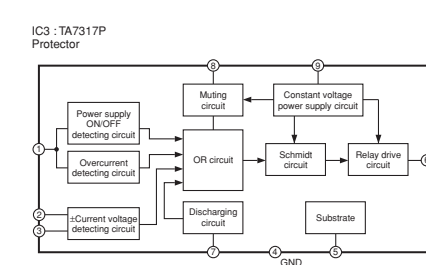 IC3 : TA7317P
Protector
8
9
Muting
circuit
Constant voltage
power supply circuit
Power supply
ON/OFF
detecting circuit
1
Overcurrent
detecting circuit
OR circuit
Schmidt
circuit
Relay drive
circuit
6
2
3
±Current voltage
detecting circuit
Discharging
circuit
Substrate
7
4
5
GND